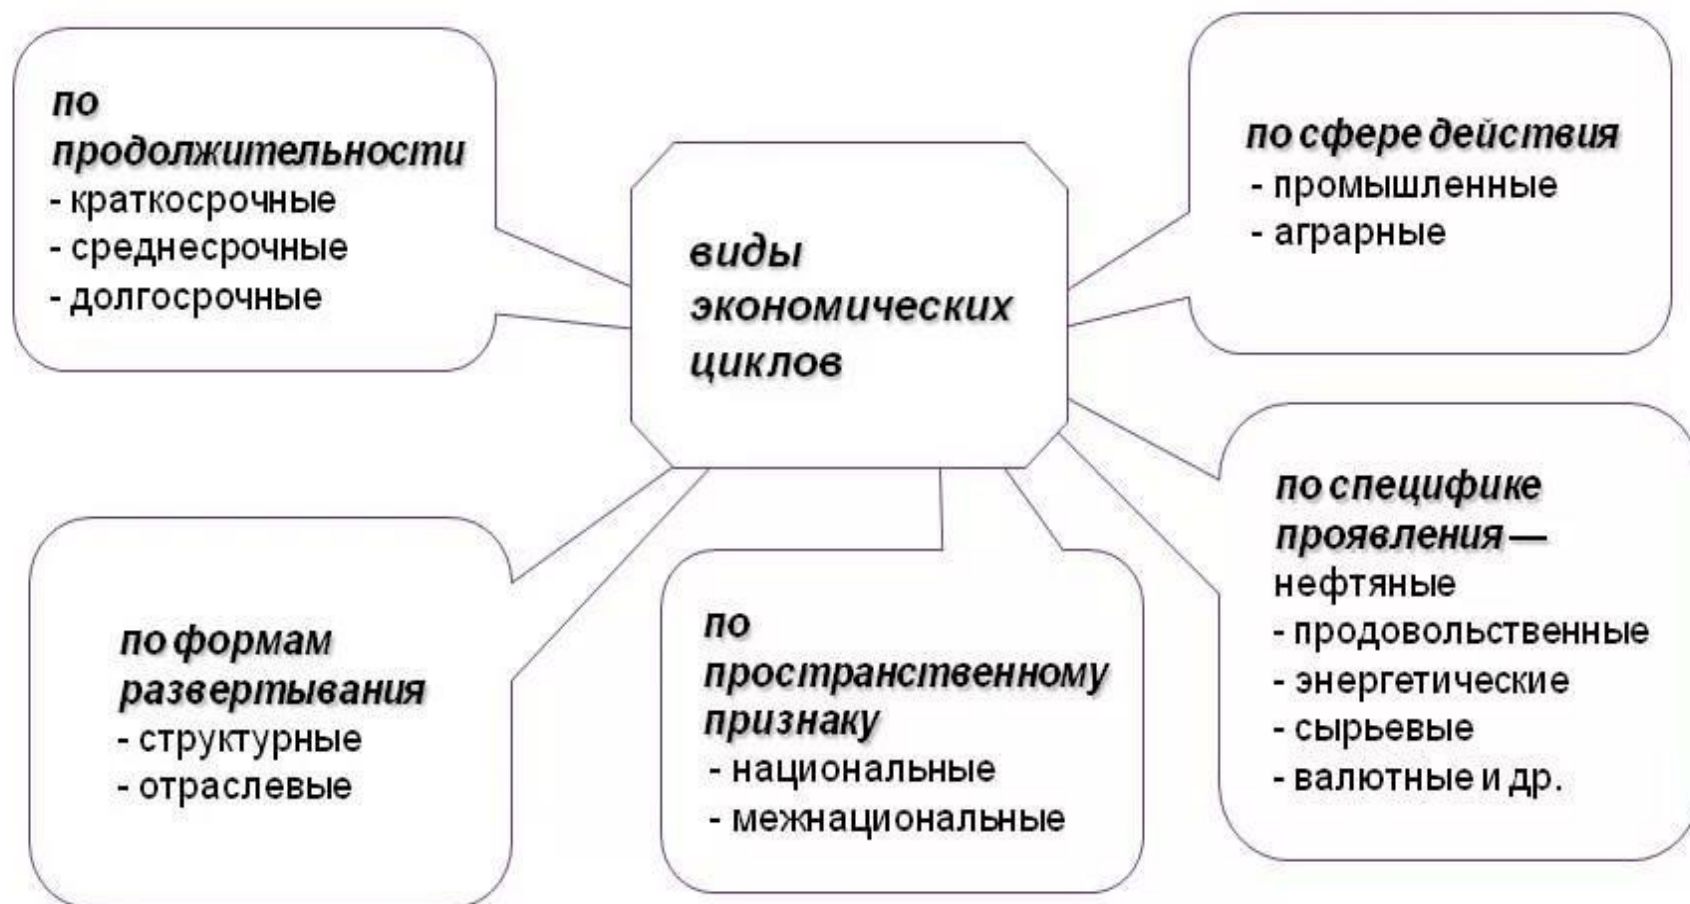 по
продолжительности
- краткосрочные
- среднесрочные
- долгосрочные
виды
экономических
циклов
по сфере действия
- промышленные
- аграрные
по формам
развертывания
- структурные
- отраслевые
по
пространственному
признаку
- национальные
- межнациональные
по специфике
проявления —
нефтяные
- продовольственные
- энергетические
- сырьевые
- валютные и др.